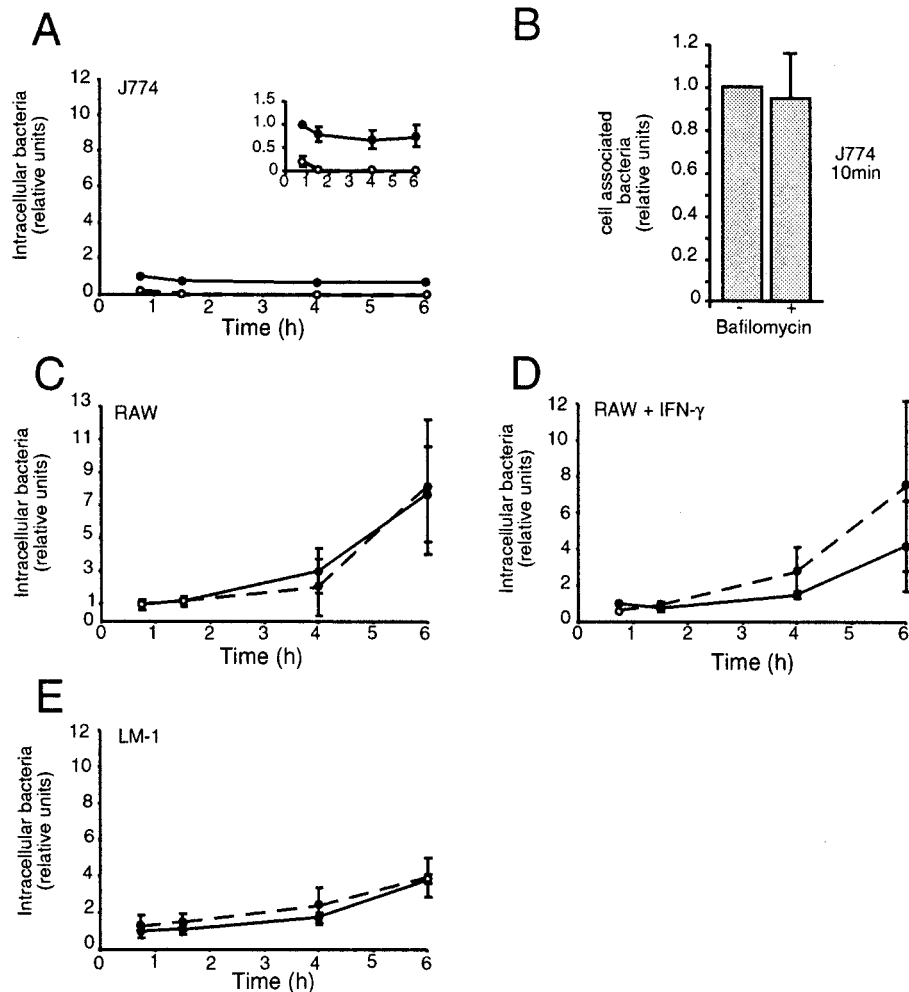 A
J774
Intracellular bacteria
(relative units)
12
10
8
6
4
2
0
0 1 2 3 4 5 6
Time (h)
1.5
1.0
0.5
0
0 1 2 3 4 5 6
B
cell associated
bacteria
(relative units)
1.2
1.0
0.8
0.6
0.4
0.2
0
- +
Bafilomycin
J774
10min
C
RAW
Intracellular bacteria
(relative units)
13
11
9
7
5
3
1
0
0 1 2 3 4 5 6
Time (h)
D
RAW + IFN-γ
Intracellular bacteria
(relative units)
12
10
8
6
4
2
0
0 1 2 3 4 5 6
Time (h)
E
LM-1
Intracellular bacteria
(relative units)
12
10
8
6
4
2
0
0 1 2 3 4 5 6
Time (h)